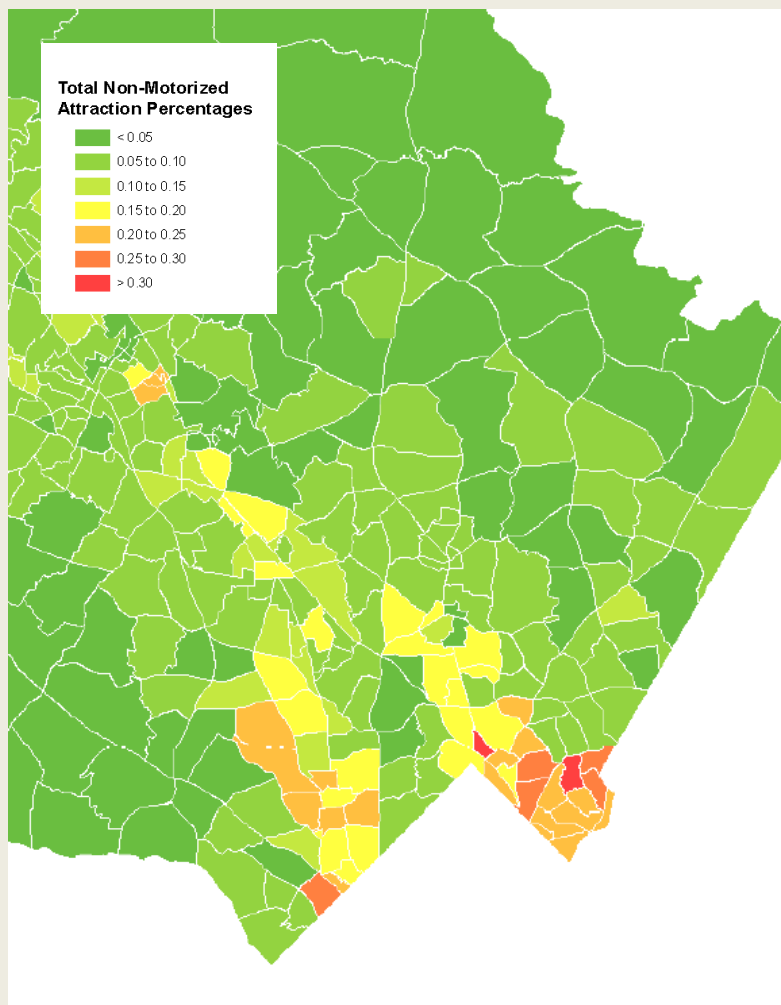 Total Non-Motorized
Attraction Percentages
< 0.05
0.05 to 0.10
0.10 to 0.15
0.15 to 0.20
0.20 to 0.25
0.25 to 0.30
> 0.30